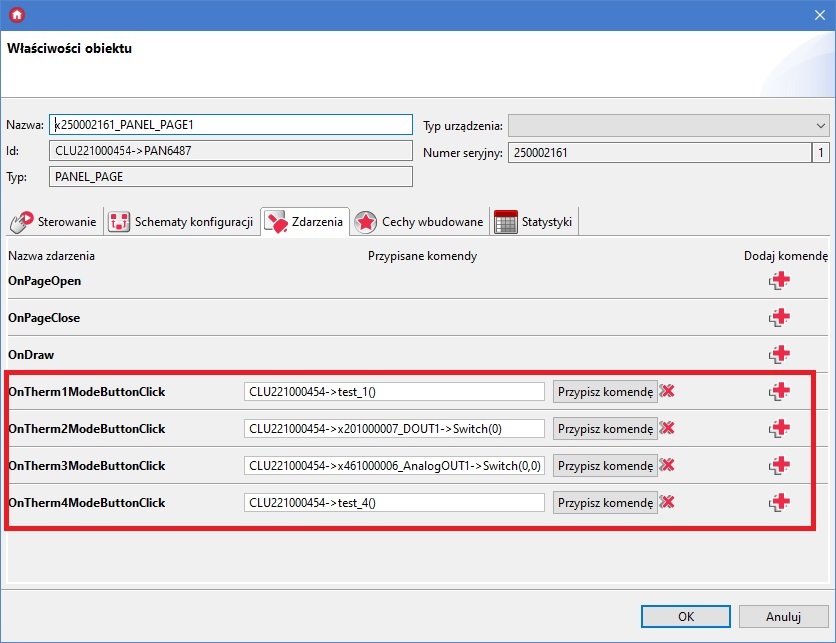 Właściwości obiektu
Nazwa: x250002161_PANEL_PAGE1 Typ urządzenia:
Id: CLU221000454->PAN6487 Numer seryjny: 250002161 1
Typ: PANEL_PAGE
Sterowanie Schematy konfiguracji Zdarzenia Cechy wbudowane Statystyki
Nazwa zdarzenia Przypisane komendy Dodaj komendę
OnPageOpen
OnPageClose
OnDraw
OnTherm1ModeButtonClick CLU221000454->test_1() Przypisz komendę
OnTherm2ModeButtonClick CLU221000454->x201000007_DOUT1->Switch(0) Przypisz komendę
OnTherm3ModeButtonClick CLU221000454->x461000006_AnalogOUT1->Switch(0,0) Przypisz komendę
OnTherm4ModeButtonClick CLU221000454->test_4() Przypisz komendę
OK Anuluj